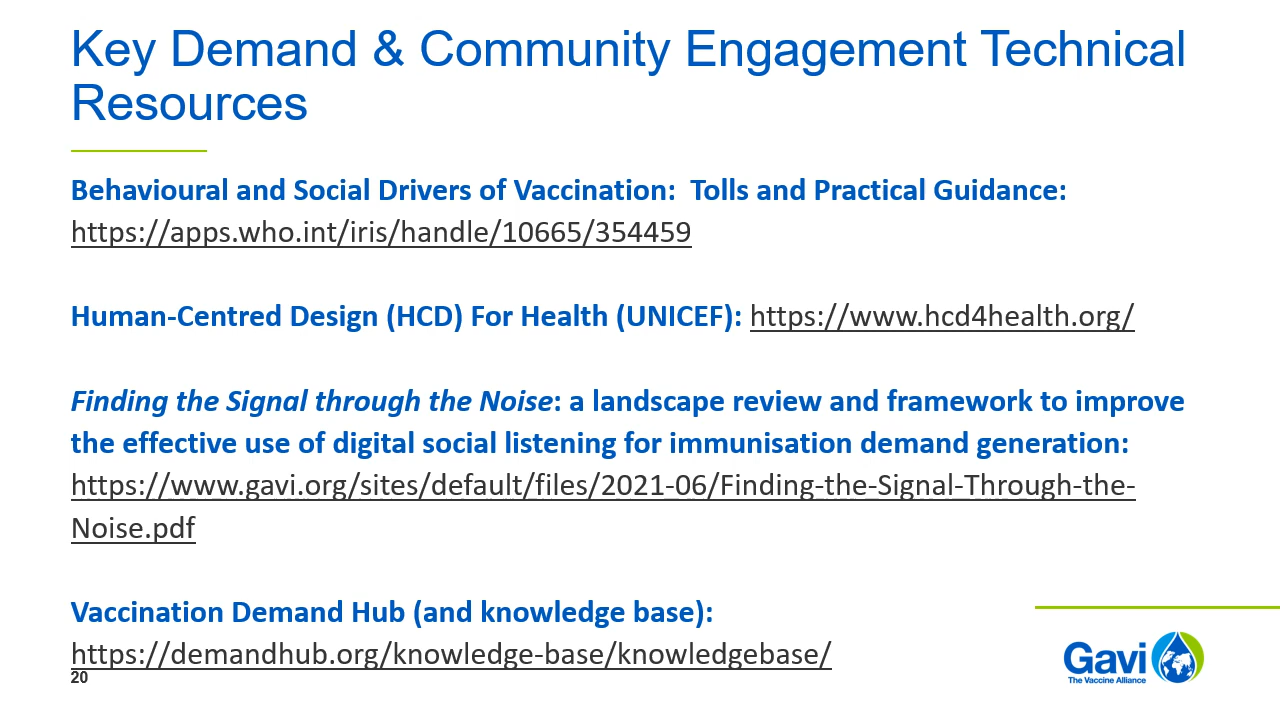 Key Demand & Community Engagement Technical
Resources
Behavioural and Social Drivers of Vaccination:  Tolls and Practical Guidance:
https://apps.who.int/iris/handle/10665/354459
Human-Centred Design (HCD) For Health (UNICEF): https://www.hcd4health.org/
Finding the Signal through the Noise: a landscape review and framework to improve
the effective use of digital social listening for immunisation demand generation:
https://www.gavi.org/sites/default/files/2021-06/Finding-the-Signal-Through-the-
Noise.pdf
Vaccination Demand Hub (and knowledge base):
https://demandhub.org/knowledge-base/knowledgebase/
20
Gavi
The Vaccine Alliance